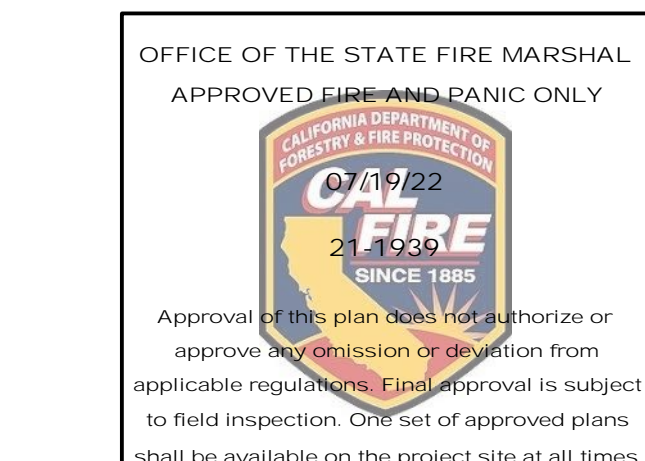 OFFICE OF THE STATE FIRE MARSHAL
APPROVED FIRE AND PANIC ONLY
CALIFORNIA DEPARTMENT OF
FORESTRY & FIRE PROTECTION
07/19/22
CAL
21-1939
FIRE
SINCE 1885
Approval of this plan does not authorize or
approve any omission or deviation from
applicable regulations. Final approval is subject
to field inspection. One set of approved plans
shall be available on the project site at all times